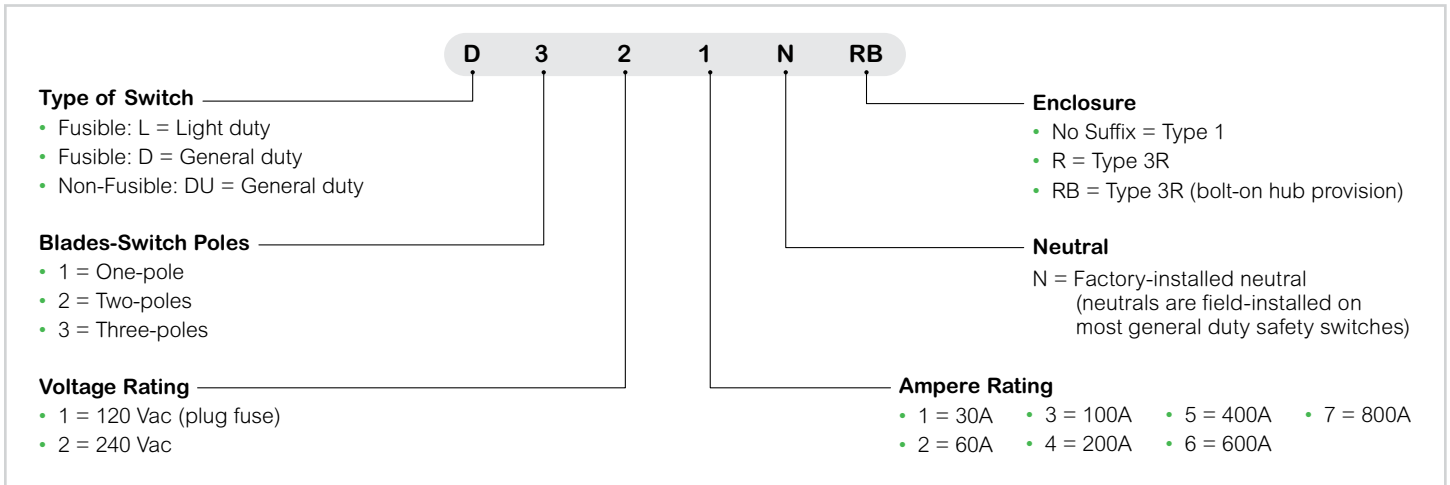 D 3 2 1 N RB
Type of Switch
• Fusible: L = Light duty
• Fusible: D = General duty
• Non-Fusible: DU = General duty
Blades-Switch Poles
• 1 = One-pole
• 2 = Two-poles
• 3 = Three-poles
Voltage Rating
• 1 = 120 Vac (plug fuse)
• 2 = 240 Vac
Enclosure
• No Suffix = Type 1
• R = Type 3R
• RB = Type 3R (bolt-on hub provision)
Neutral
N = Factory-installed neutral
(neutrals are field-installed on
most general duty safety switches)
Ampere Rating
• 1 = 30A • 3 = 100A • 5 = 400A • 7 = 800A
• 2 = 60A • 4 = 200A • 6 = 600A